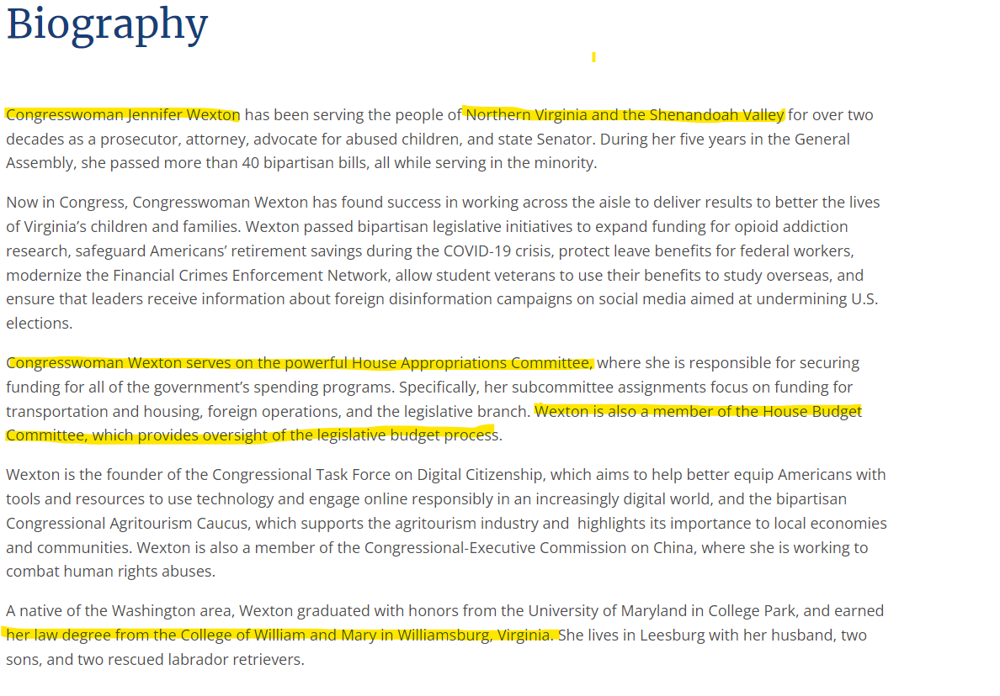 Biography
Congresswoman Jennifer Wexton has been serving the people of Northern Virginia and the Shenandoah Valley for over two
decades as a prosecutor, attorney, advocate for abused children, and state Senator. During her five years in the General
Assembly, she passed more than 40 bipartisan bills, all while serving in the minority.
Now in Congress, Congresswoman Wexton has found success in working across the aisle to deliver results to better the lives
of Virginia’s children and families. Wexton passed bipartisan legislative initiatives to expand funding for opioid addiction
research, safeguard Americans’ retirement savings during the COVID-19 crisis, protect leave benefits for federal workers,
modernize the Financial Crimes Enforcement Network, allow student veterans to use their benefits to study overseas, and
ensure that leaders receive information about foreign disinformation campaigns on social media aimed at undermining U.S.
elections.
Congresswoman Wexton serves on the powerful House Appropriations Committee, where she is responsible for securing
funding for all of the government’s spending programs. Specifically, her subcommittee assignments focus on funding for
transportation and housing, foreign operations, and the legislative branch. Wexton is also a member of the House Budget
Committee, which provides oversight of the legislative budget process.
Wexton is the founder of the Congressional Task Force on Digital Citizenship, which aims to help better equip Americans with
tools and resources to use technology and engage online responsibly in an increasingly digital world, and the bipartisan
Congressional Agritourism Caucus, which supports the agritourism industry and  highlights its importance to local economies
and communities. Wexton is also a member of the Congressional-Executive Commission on China, where she is working to
combat human rights abuses.
A native of the Washington area, Wexton graduated with honors from the University of Maryland in College Park, and earned
her law degree from the College of William and Mary in Williamsburg, Virginia. She lives in Leesburg with her husband, two
sons, and two rescued labrador retrievers.